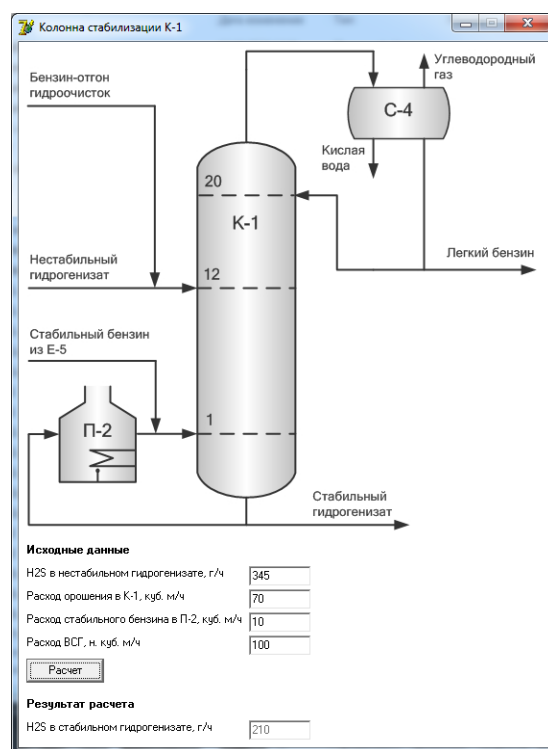 Колонна стабилизации К-1
Бензин-отгон
гидроочисток
Углеводородный
газ
С-4
Кислая
вода
20
К-1
Легкий бензин
Нестабильный
гидрогенизат
12
Стабильный бензин
из Е-5
П-2
1
Стабильный
гидрогенизат
Исходные данные
H2S в нестабильном гидрогенизате, г/ч 345
Расход орошения в К-1, куб. м/ч 70
Расход стабильного бензина в П-2, куб. м/ч 10
Расход ВСГ, н. куб. м/ч 100
Расчет
Результат расчета
H2S в стабильном гидрогенизате, г/ч 210